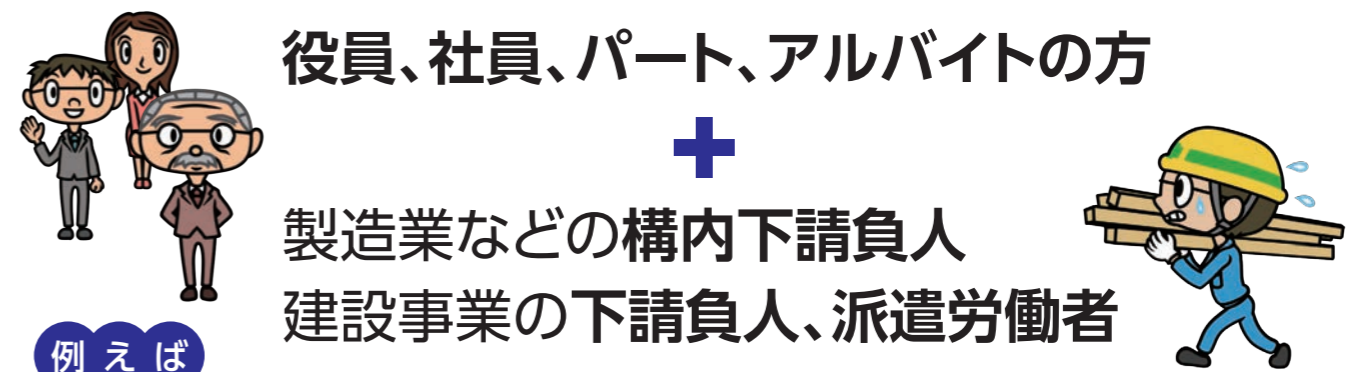 役員、社員、パート、アルバイトの方
+
製造業などの構内下請負人
建設事業の下請負人、派遣労働者
例えば